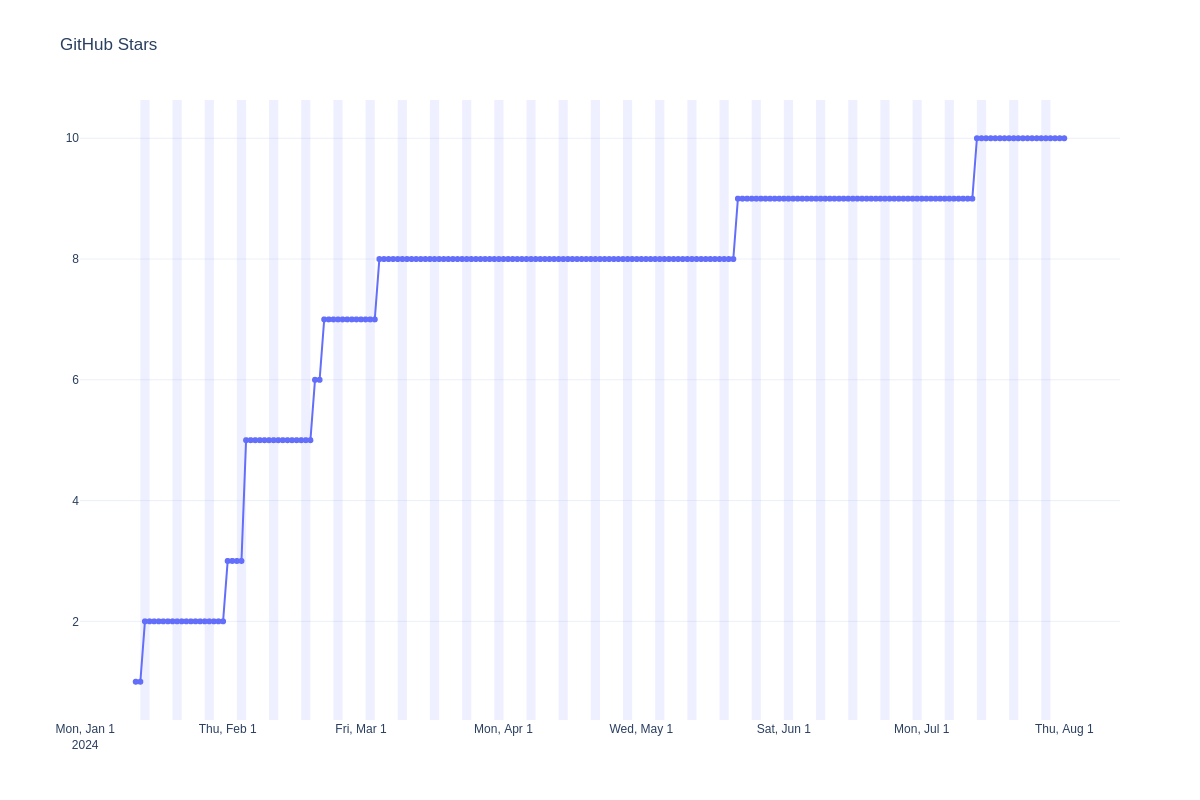 GitHub Stars
10
8
6
4
2
Mon, Jan 1
2024
Thu, Feb 1
Fri, Mar 1
Mon, Apr 1
Wed, May 1
Sat, Jun 1
Mon, Jul 1
Thu, Aug 1